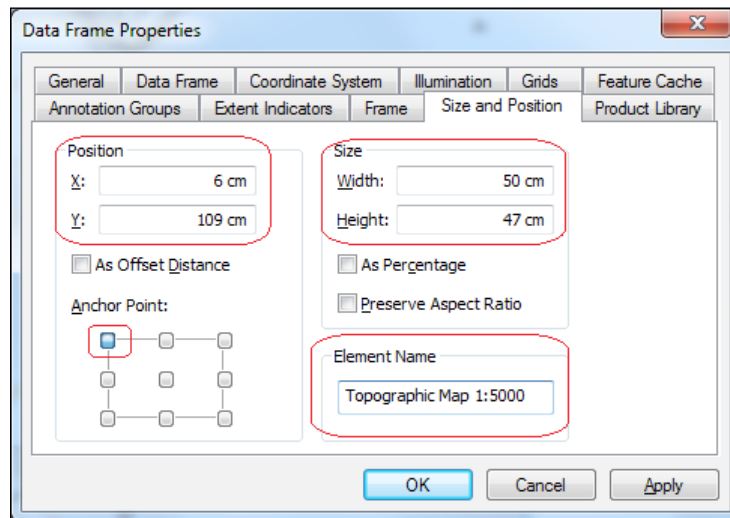 Data Frame Properties
General Data Frame Coordinate System Illumination Grids Feature Cache
Annotation Groups Extent Indicators Frame Size and Position Product Library
Position Size
X: 6 cm Width: 50 cm
Y: 109 cm Height: 47 cm
As Offset Distance As Percentage
Anchor Point: Preserve Aspect Ratio
Element Name
Topographic Map 1:5000
OK Cancel Apply